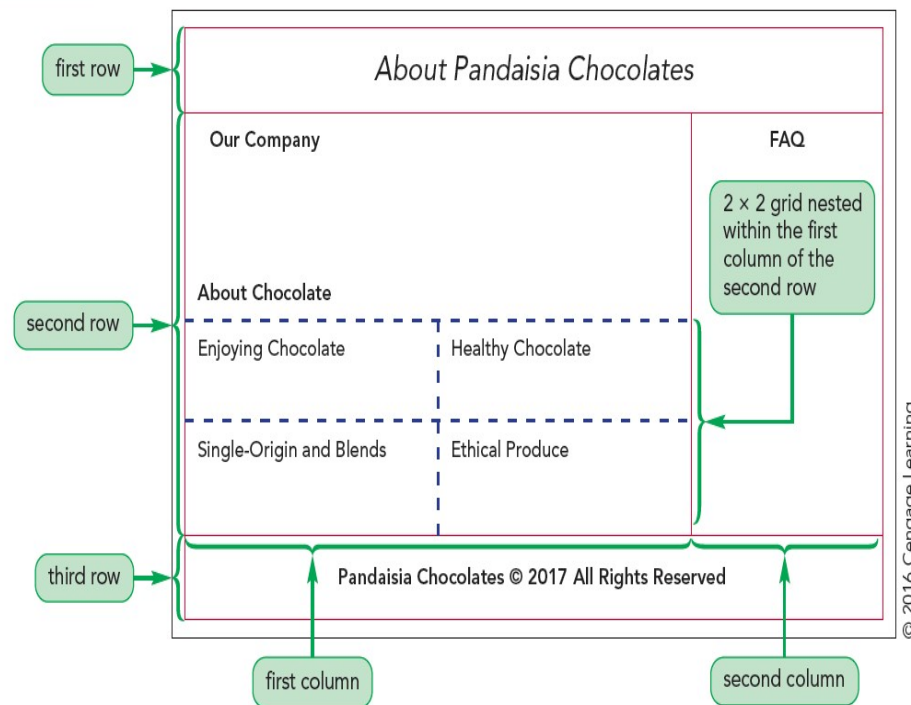 first row
About Pandaisia Chocolates
Our Company
FAQ
2 × 2 grid nested
within the first
column of the
second row
About Chocolate
second row
Enjoying Chocolate
Healthy Chocolate
Single-Origin and Blends
Ethical Produce
third row
Pandaisia Chocolates © 2017 All Rights Reserved
first column
second column
© 2016 Cengage Learning